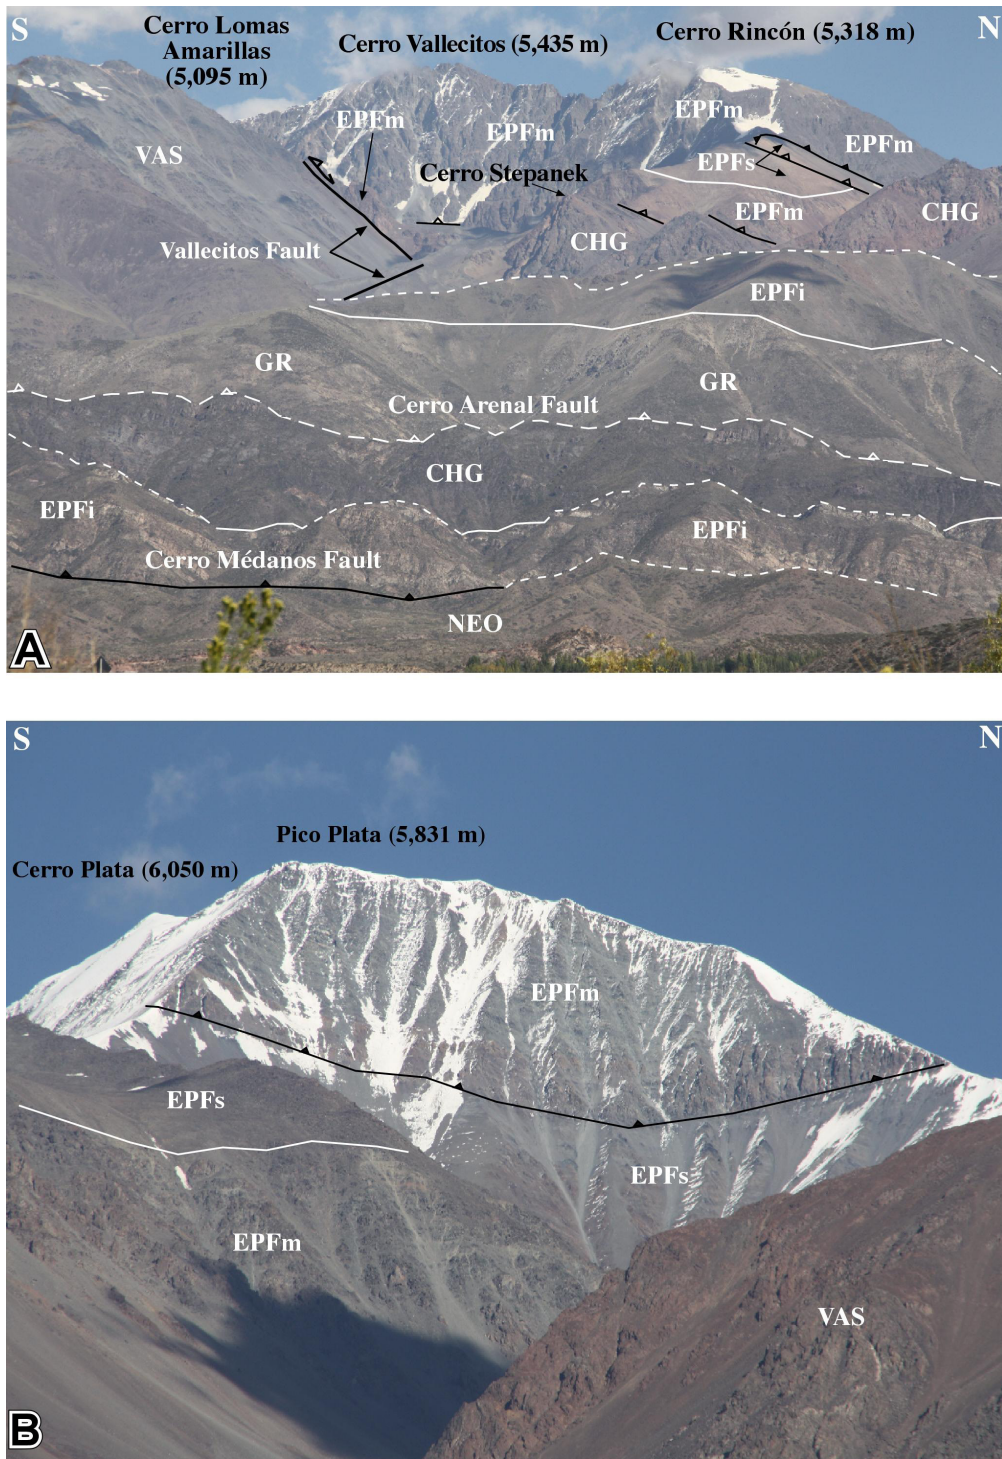 S
N
Cerro Lomas
Amarillas
(5,095 m)
Cerro Vallecitos (5,435 m)
Cerro Rincón (5,318 m)
EPFm
EPFm
EPFm
EPFm
VAS
EPFs
Cerro Stepanek
EPFm
CHG
CHG
Vallecitos Fault
EPFi
GR
GR
Cerro Arenal Fault
CHG
EPFi
EPFi
Cerro Médanos Fault
NEO
A
S
N
Pico Plata (5,831 m)
Cerro Plata (6,050 m)
EPFm
EPFs
EPFs
EPFm
VAS
B